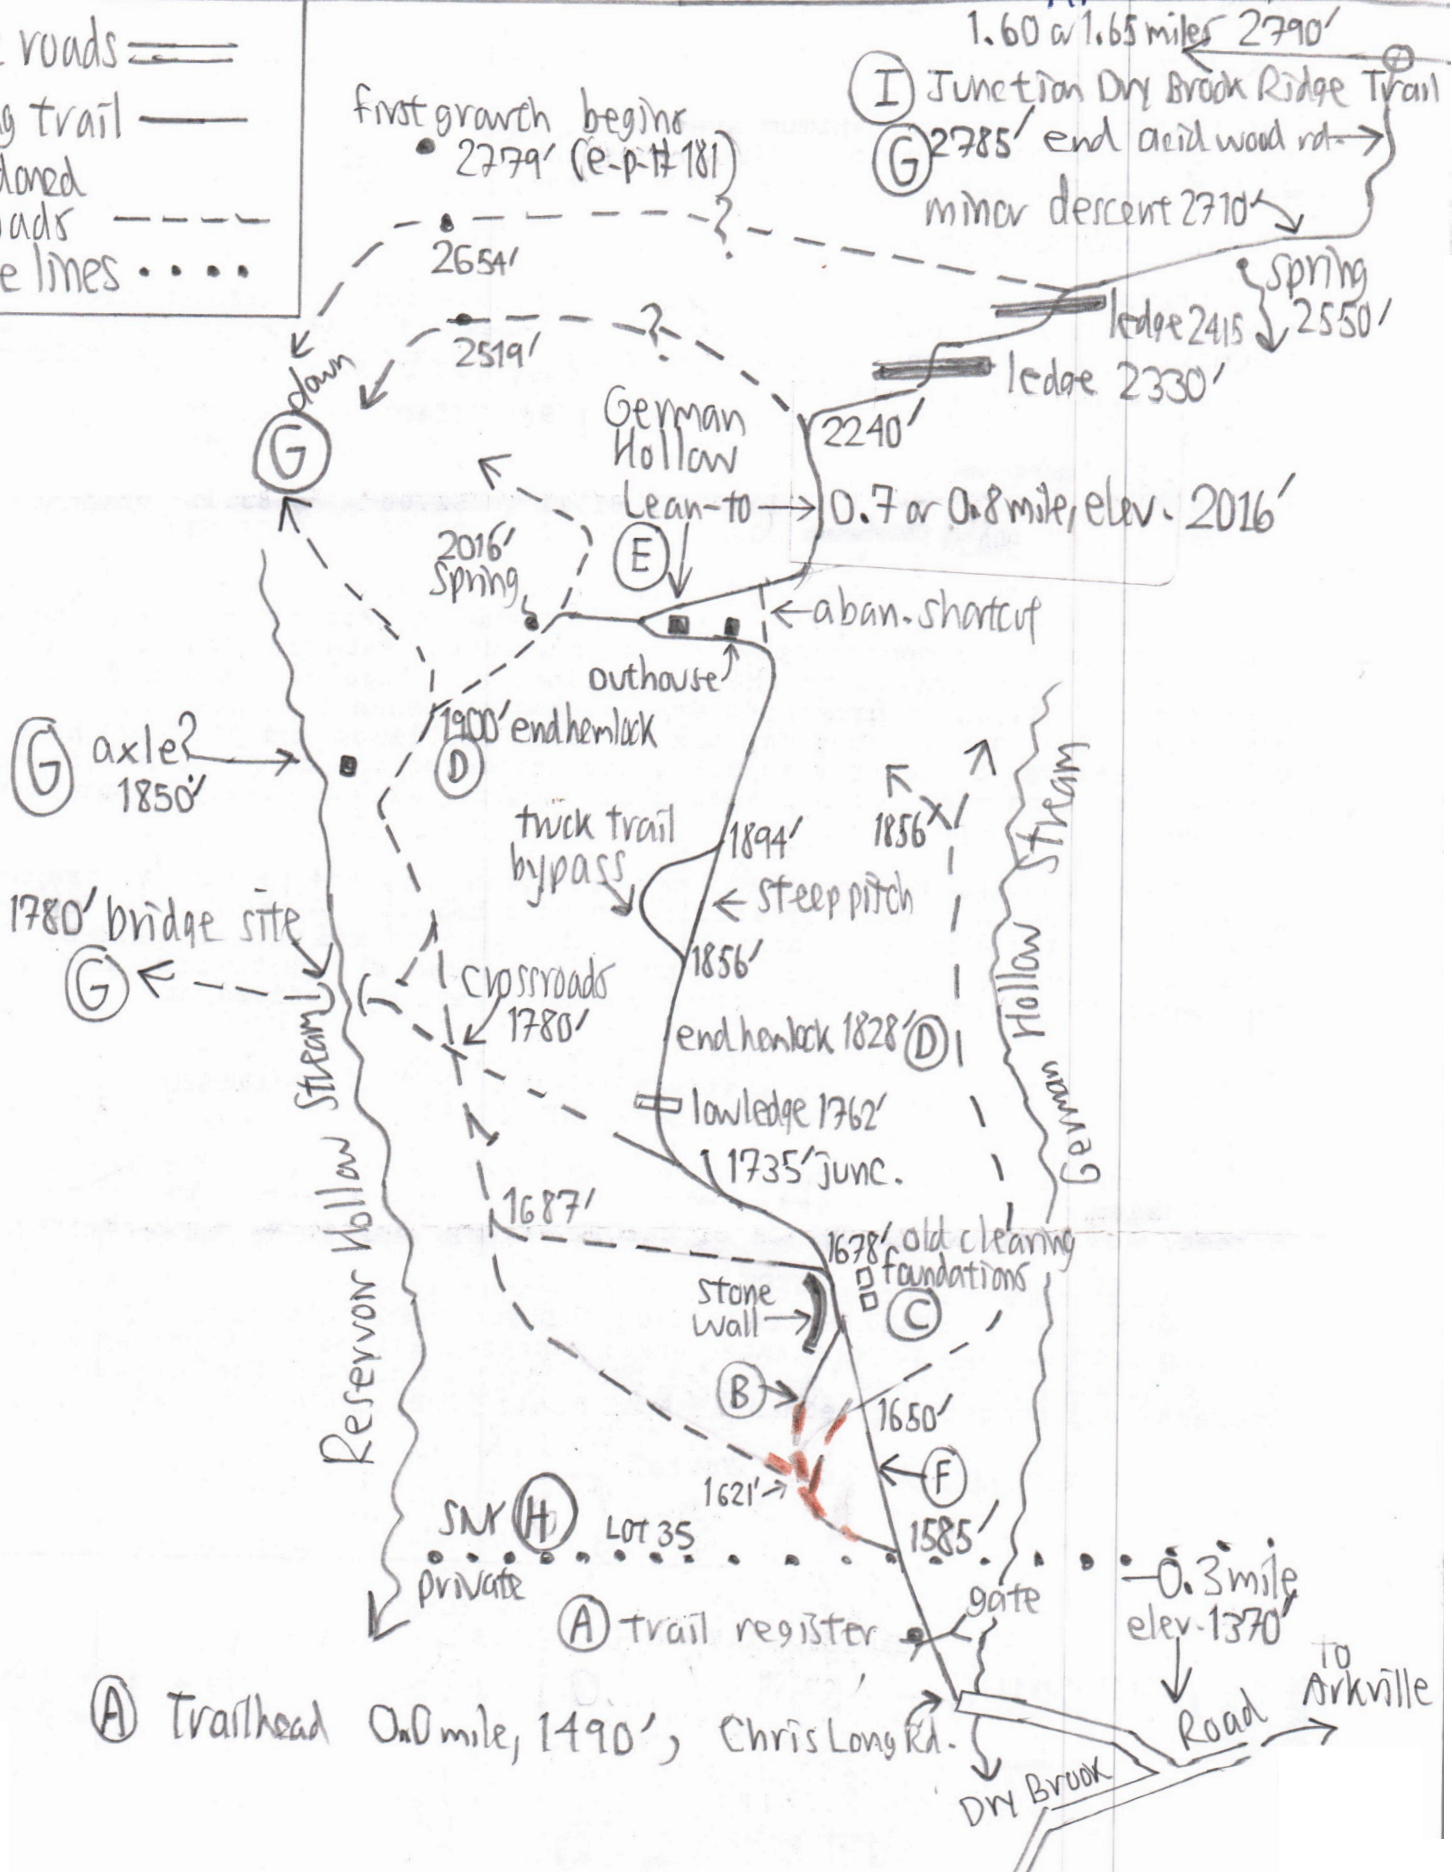 roads
g trail
doned
ads
e lines
1.60 or 1.65 miles 2790'
I Junction Dry Brook Ridge Trail
G 2785' end acid wood rd.
minor descent 2710'
first growth begins
2779' (e-p-H-181)
?
2654'
spring
2550'
ledge 2415
?
2519'
ledge 2330'
down
G
German
Hollow
Lean-to
2240'
0.7 or 0.8 mile, elev. 2016'
2016'
Spring
E
aban. shortcut
outhouse
1900' end hemlock
D
G axle?
1850'
truck trail
bypass
1894'
1856'
steep pitch
1780' bridge site
G
1856'
crossroads
1780'
end hemlock 1828' D
low ledge 1762'
1735' junc.
German Hollow Stream
Reservoir Hollow Stream
1687'
1678' old clearing
foundations
C
stone
wall
B
1650'
F
1621'
SNY H Lot 35
1585'
private
0.3 mile,
elev. 1370'
gate
A trail register
to
Arkville
A Trailhead 0.0 mile, 1490', Chris Long Rd.
Dry Brook Road